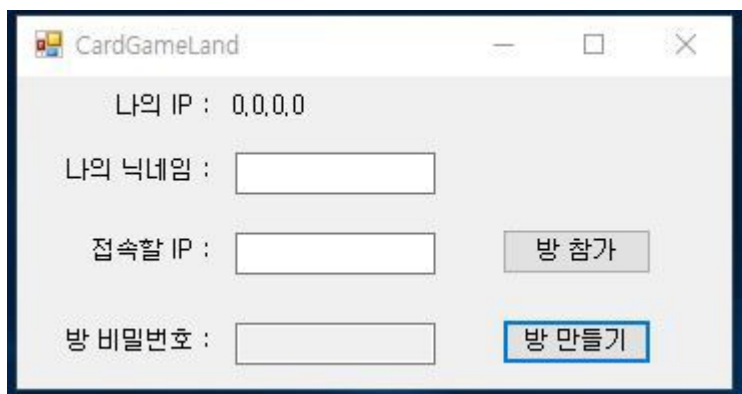 CardGameLand
나의 IP : 0,0,0,0
나의 닉네임 :
접속할 IP : 방 참가
방 비밀번호 : 방 만들기